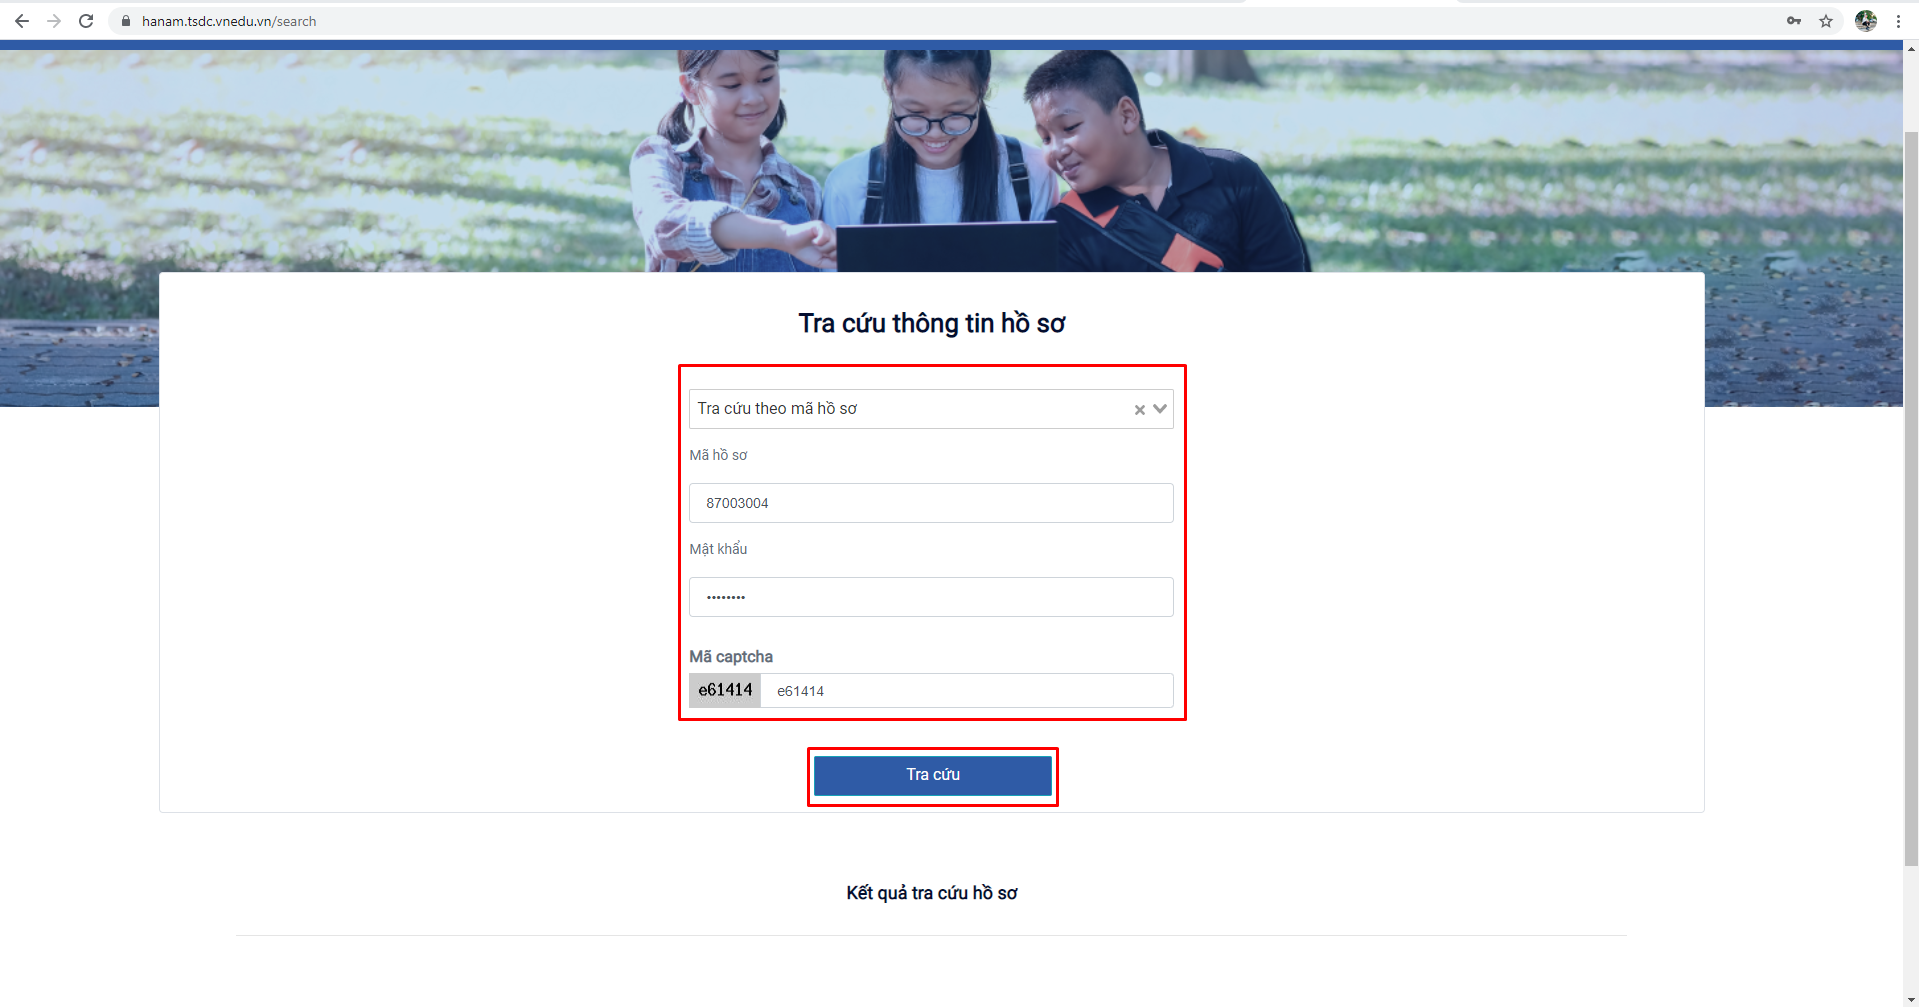 hanam.tsdc.vnedu.vn/search
Tra cứu thông tin hồ sơ
Tra cứu theo mã hồ sơ
Mã hồ sơ
87003004
Mật khẩu
••••••••
Mã captcha
e61414 e61414
Tra cứu
Kết quả tra cứu hồ sơ